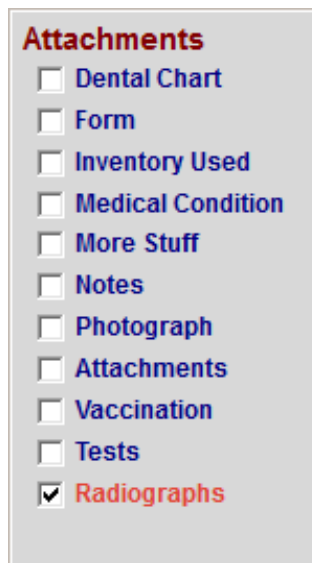 Attachments
Dental Chart
Form
Inventory Used
Medical Condition
More Stuff
Notes
Photograph
Attachments
Vaccination
Tests
Radiographs